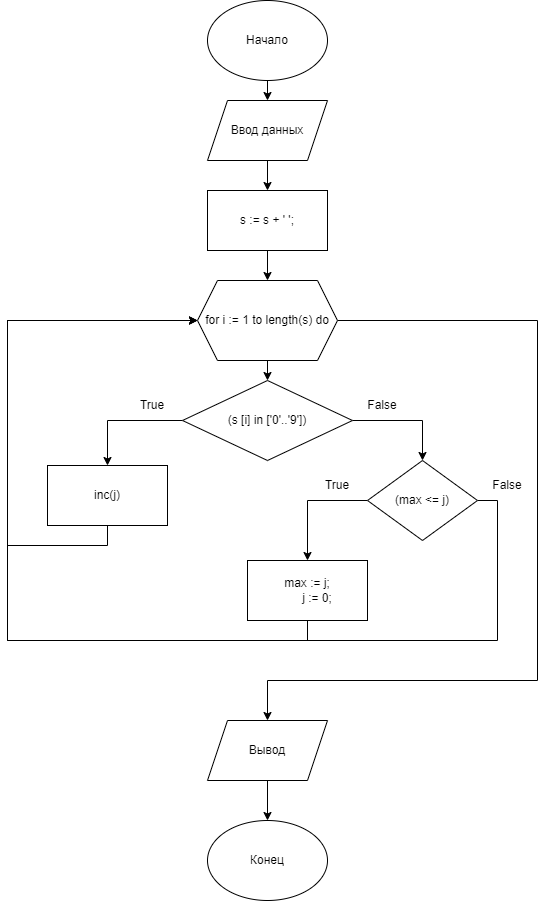 Начало
Ввод данных
s := s + ' ';
for i := 1 to length(s) do
True
(s [i] in ['0'..'9'])
False
inc(j)
True
(max <= j)
False
max := j;
j := 0;
Вывод
Конец